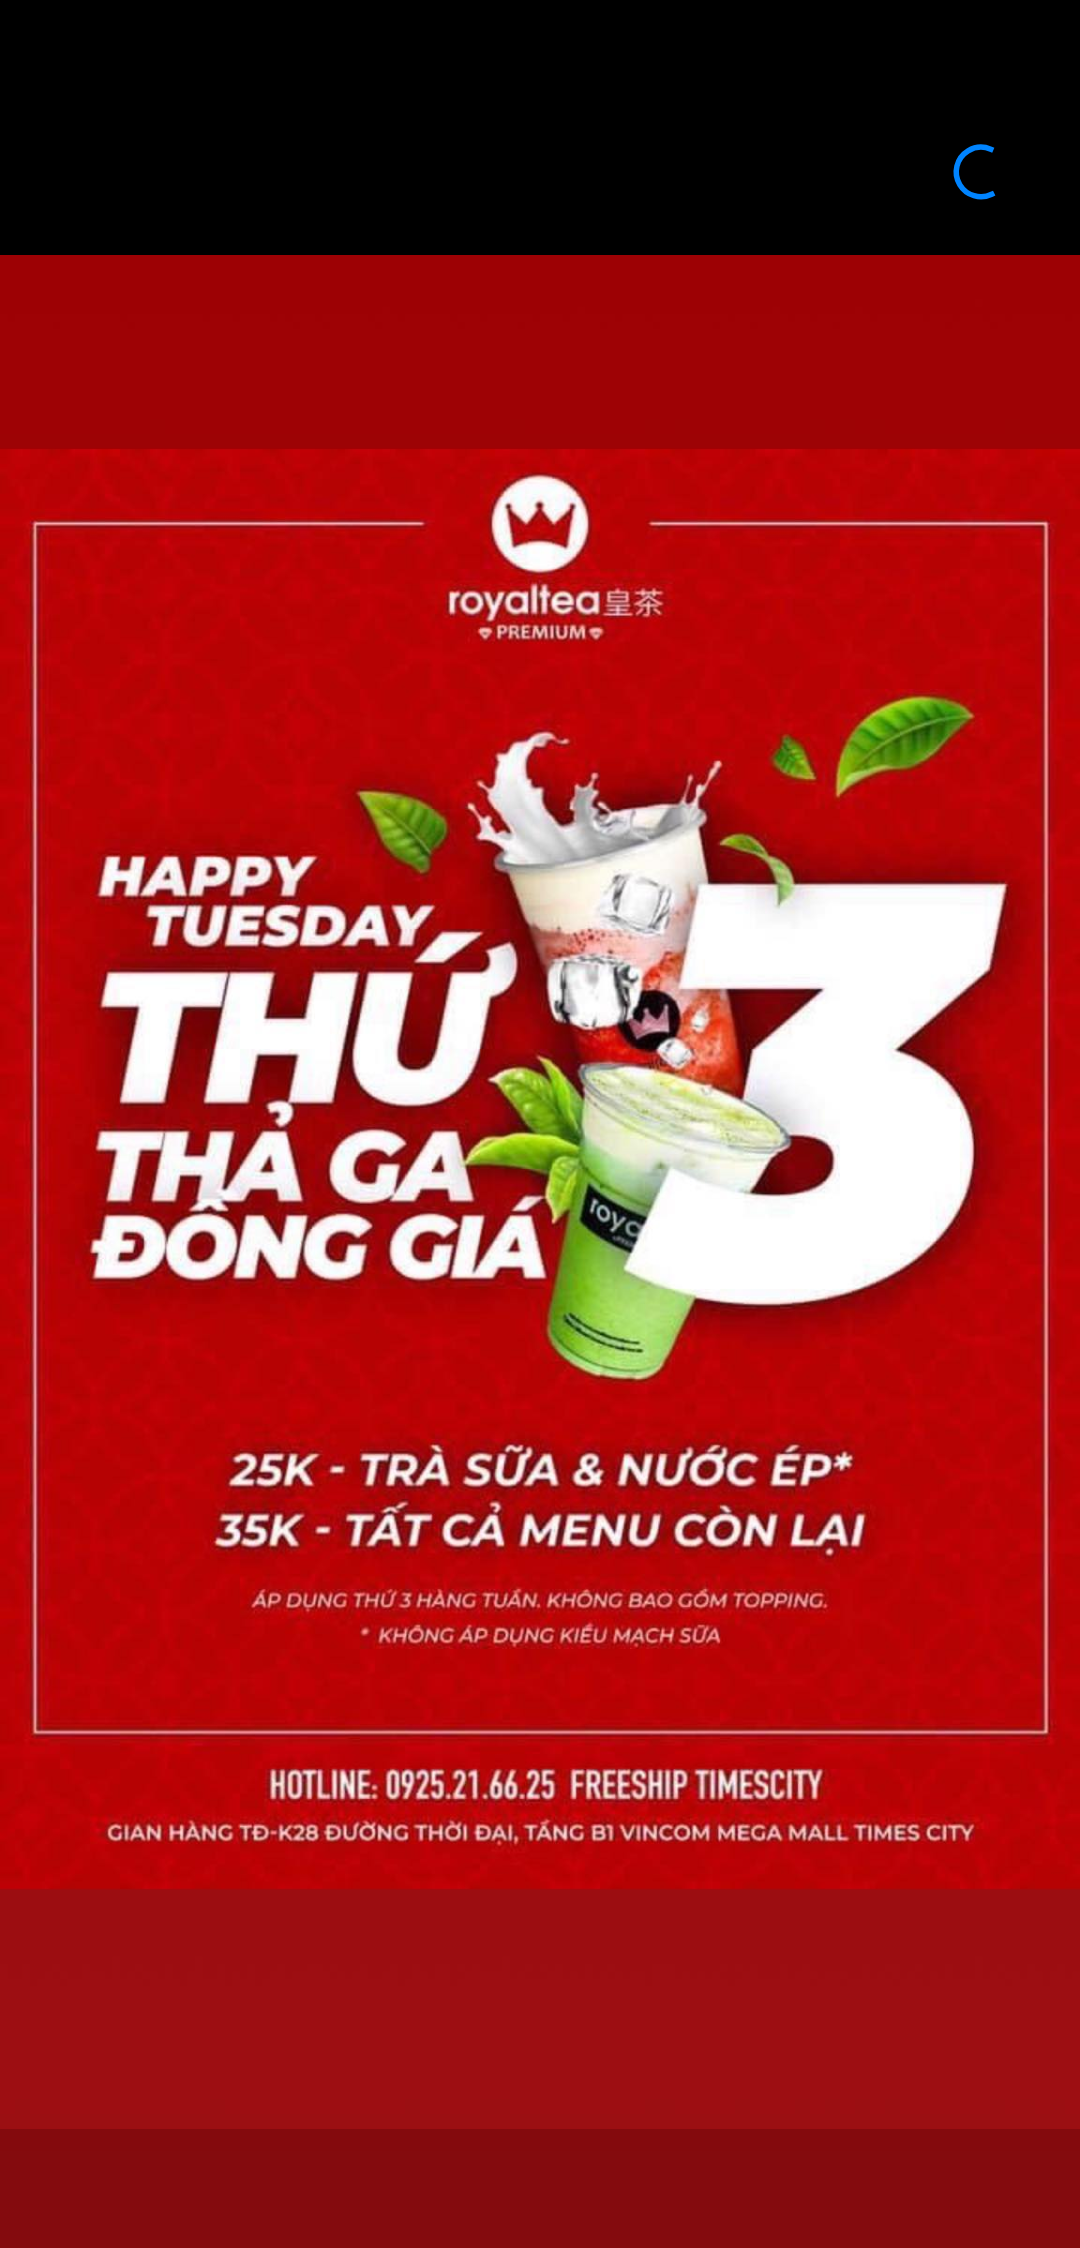 royaltea皇茶
PREMIUM
HAPPY
TUESDAY
THỨ 3
THẢ GA
ĐỒNG GIÁ
25K - TRÀ SỮA & NƯỚC ÉP*
35K - TẤT CẢ MENU CÒN LẠI
ÁP DỤNG THỨ 3 HÀNG TUẦN. KHÔNG BAO GỒM TOPPING.
* KHÔNG ÁP DỤNG KIỀU MẠCH SỮA
HOTLINE: 0925.21.66.25 FREESHIP TIMESCITY
GIAN HÀNG TĐ-K28 ĐƯỜNG THỜI ĐẠI, TẦNG B1 VINCOM MEGA MALL TIMES CITY